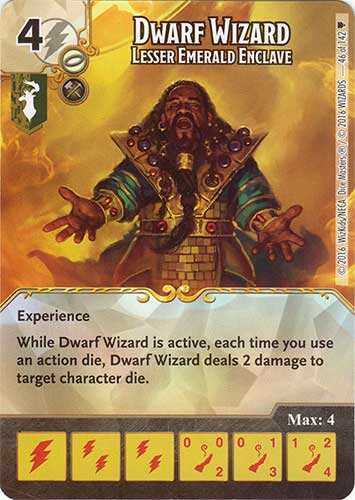 4
DWARF WIZARD
LESSER EMERALD ENCLAVE
0
46 of 142
©2016 WizKids/NECA. Dice Masters(R) / © 2016 WIZARDS
Experience
While Dwarf Wizard is active, each time you use
an action die, Dwarf Wizard deals 2 damage to
target character die.
Max: 4
0 0 2
0 1 3
1 2 4